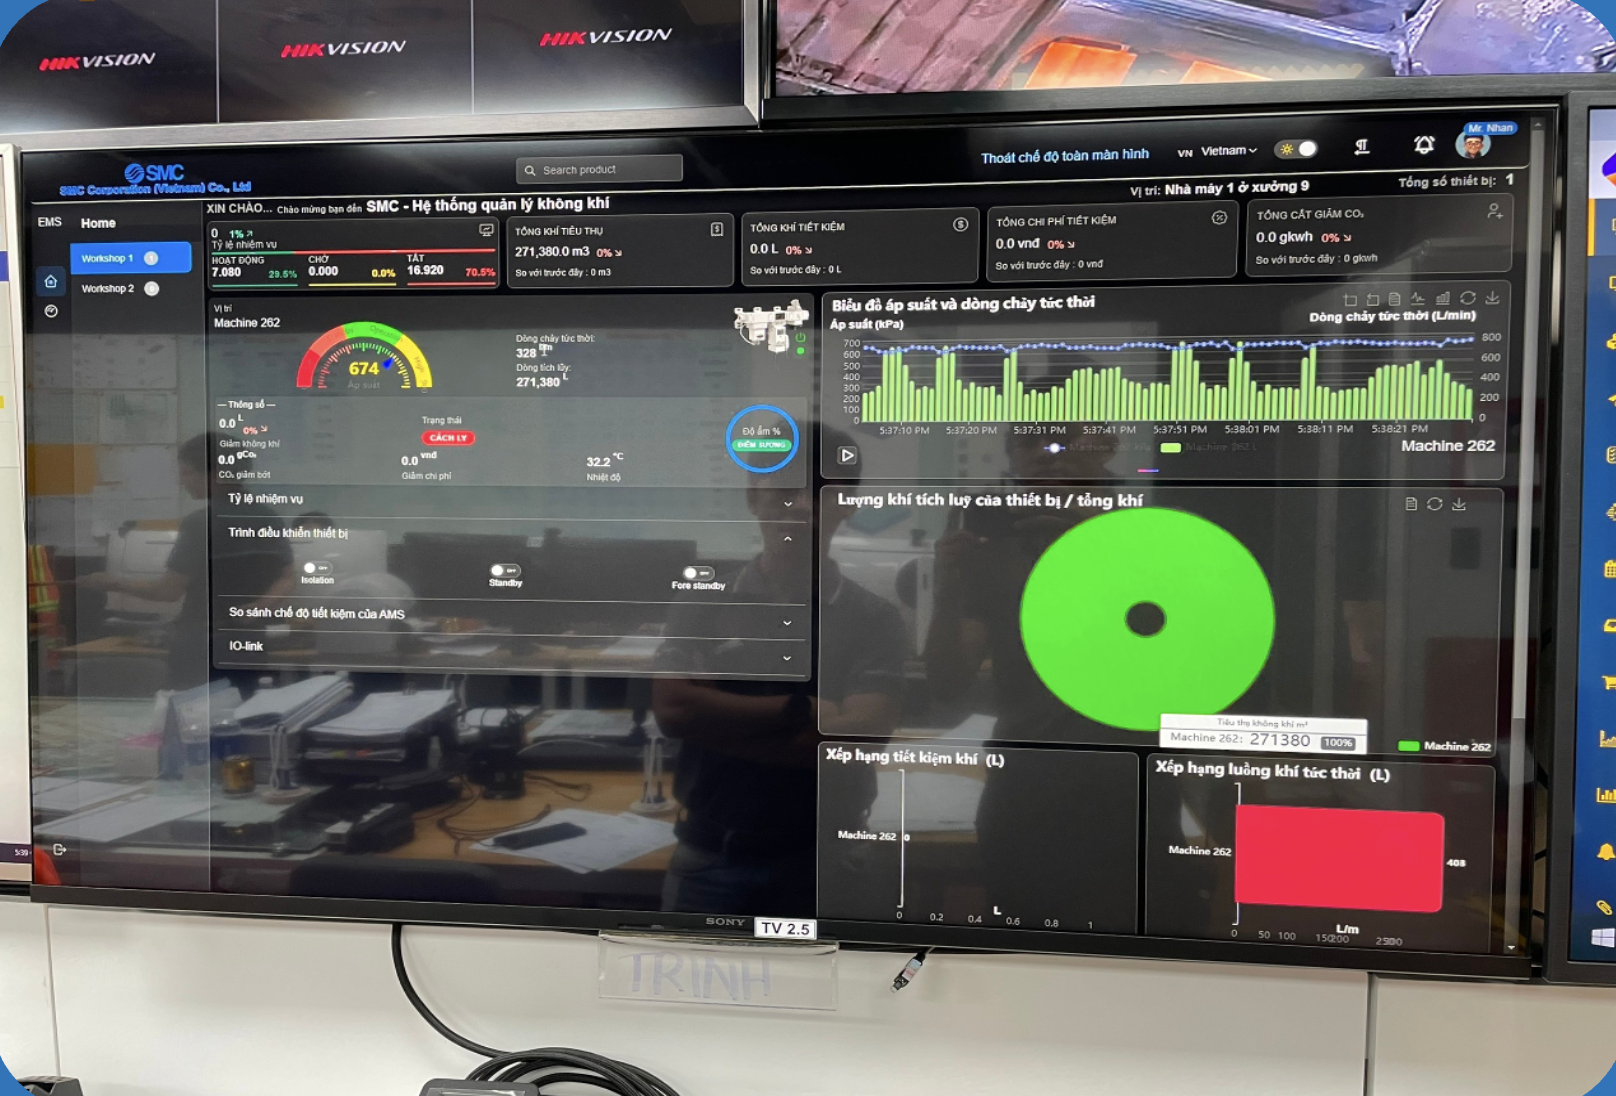 HIKVISION
HIKVISION
HIKVISION
SMC
SMC Corporation (Vietnam) Co., Ltd
Search product
Thoát chế độ toàn màn hình
VN Vietnam
Mr. Nhan
EMS
Home
Workshop 1 1
Workshop 2 0
XIN CHÀO... Chào mừng bạn đến SMC - Hệ thống quản lý không khí
Vị trí: Nhà máy 1 ở xưởng 9
Tổng số thiết bị: 1
0 1%
Tỷ lệ nhiệm vụ
HOẠT ĐỘNG CHỜ TẮT
7.080 29.5% 0.000 0.0% 16.920 70.5%
TỔNG KHÍ TIÊU THỤ
271,380.0 m3 0%
So với trước đây : 0 m3
TỔNG KHÍ TIẾT KIỆM
0.0 L 0%
So với trước đây : 0 L
TỔNG CHI PHÍ TIẾT KIỆM
0.0 vnđ 0%
So với trước đây : 0 vnđ
TỔNG CẮT GIẢM CO₂
0.0 gkwh 0%
So với trước đây : 0 gkwh
Vị trí
Machine 262
674
Áp suất
Dòng chảy tức thời:
328
Dòng tích lũy:
271,380 L
Thông số
0.0 L
0%
Giảm không khí
0.0 gCo₂
CO₂ giảm bớt
Trạng thái
CÁCH LY
0.0 vnđ
Giảm chi phí
32.2 °C
Nhiệt độ
Độ ẩm %
ĐIỂM SƯƠNG
Tỷ lệ nhiệm vụ
Trình điều khiển thiết bị
OFF OFF OFF
Isolation Standby Fore standby
So sánh chế độ tiết kiệm của AMS
IO-link
Biểu đồ áp suất và dòng chảy tức thời
Áp suất (kPa)
Dòng chảy tức thời (L/min)
700
600
500
400
300
200
100
0
800
600
400
200
0
5:37:10 PM 5:37:20 PM 5:37:31 PM 5:37:41 PM 5:37:51 PM 5:38:01 PM 5:38:11 PM 5:38:21 PM
Machine 262
Lượng khí tích luỹ của thiết bị / tổng khí
Tiêu thụ không khí m³
Machine 262: 271380 100%
Machine 262
Xếp hạng tiết kiệm khí (L)
Machine 262 0
0 0.2 0.4 0.6 0.8 1
L
Xếp hạng luồng khí tức thời (L)
Machine 262 408
L/m
0 50 100 150 200
5:39
SONY
TV 2.5
TRINH